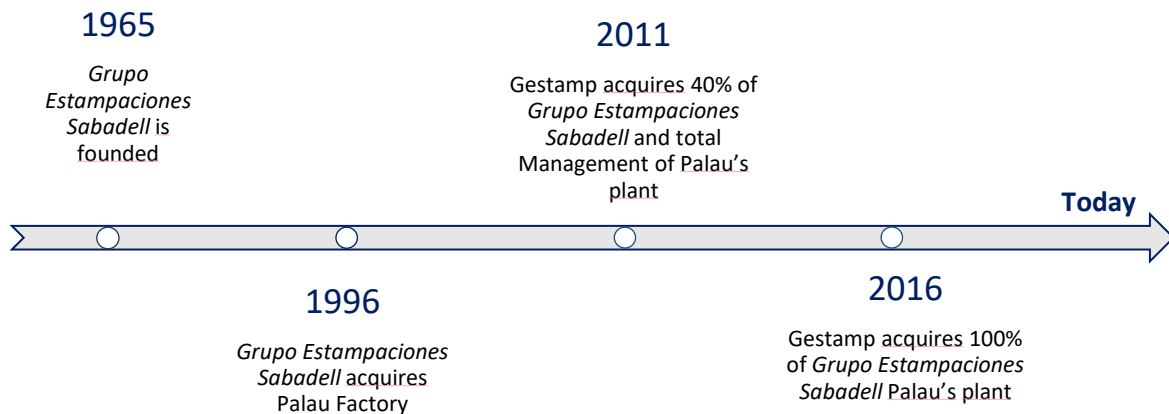 1965
Grupo
Estampaciones
Sabadell is
founded
2011
Gestamp acquires 40% of
Grupo Estampaciones
Sabadell and total
Management of Palau's
plant
Today
1996
Grupo Estampaciones
Sabadell acquires
Palau Factory
2016
Gestamp acquires 100%
of Grupo Estampaciones
Sabadell Palau's plant